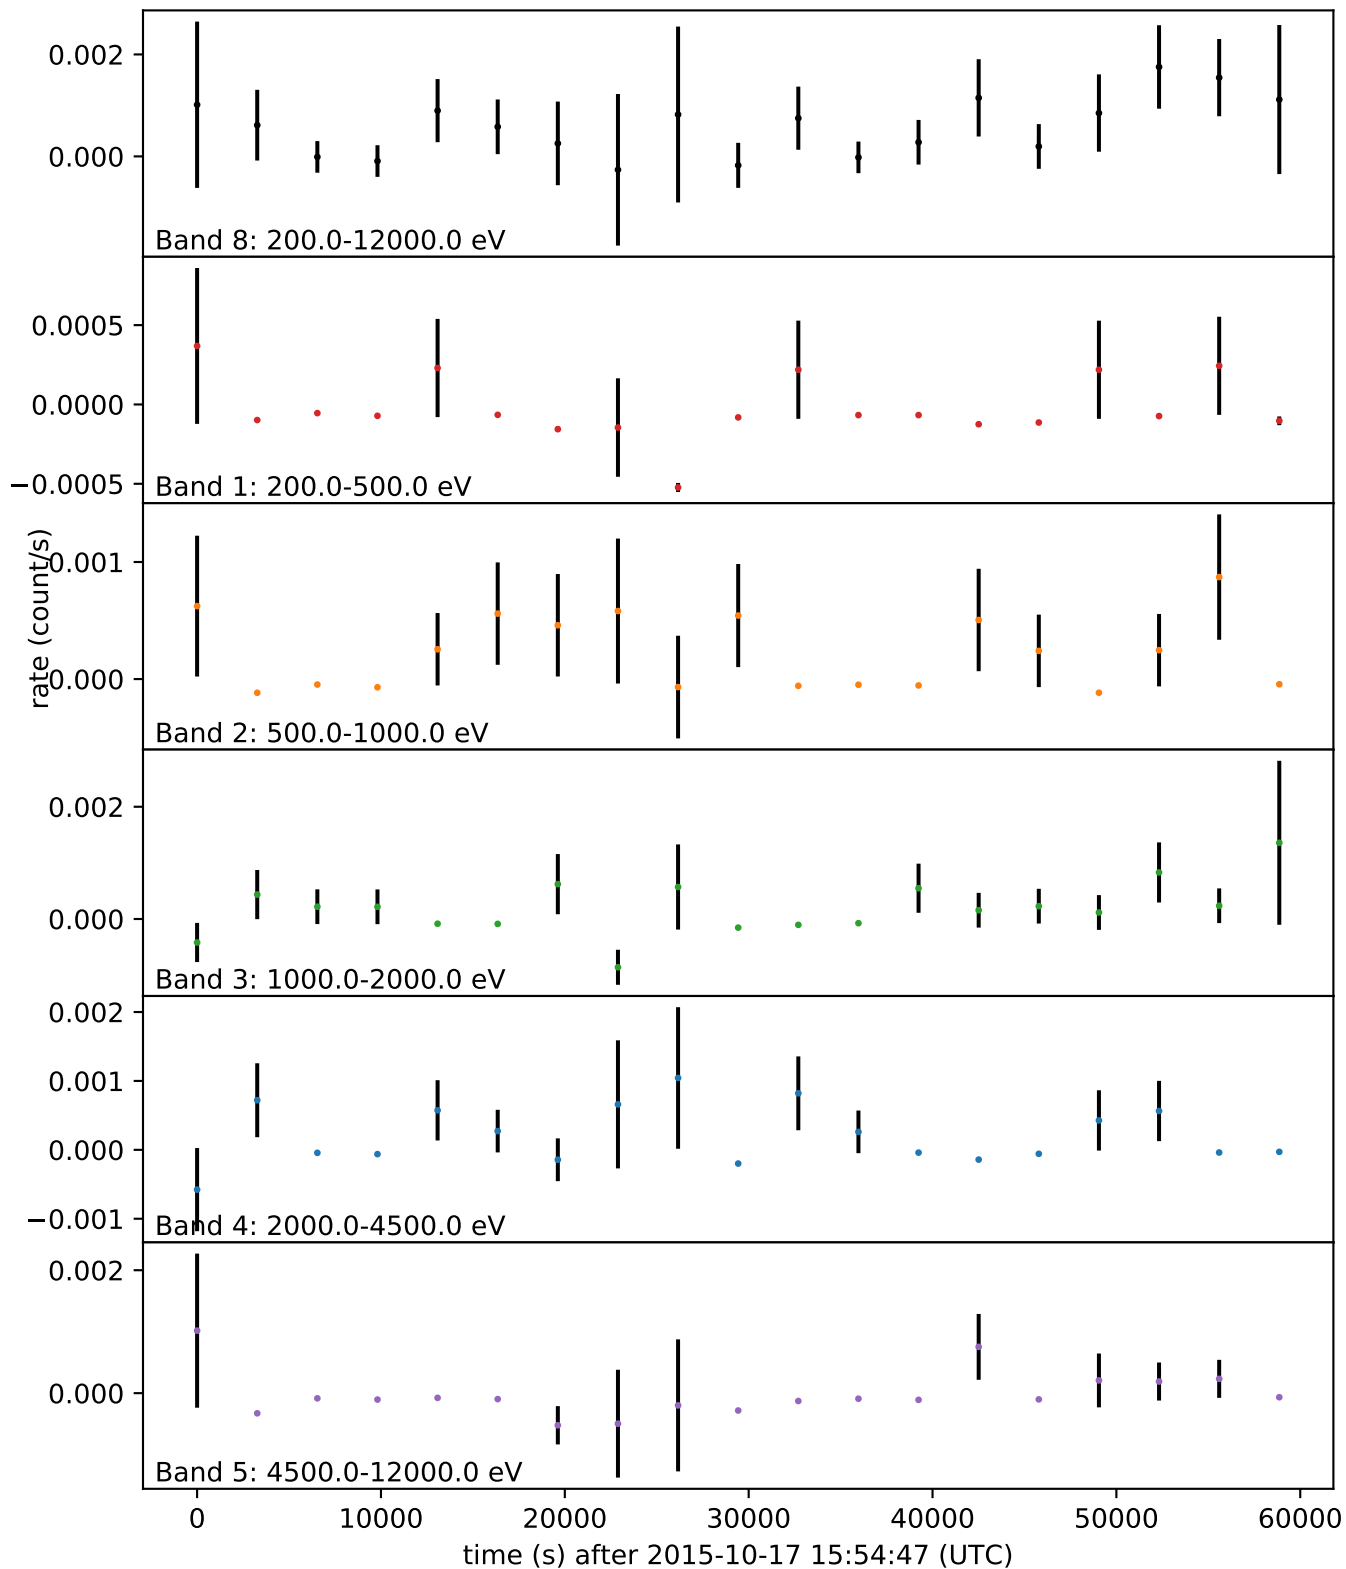 0.002
0.000
Band 8: 200.0-12000.0 eV
0.0005
0.0000
−0.0005
Band 1: 200.0-500.0 eV
rate (count/s)
0.001
0.000
Band 2: 500.0-1000.0 eV
0.002
0.000
Band 3: 1000.0-2000.0 eV
0.002
0.001
0.000
−0.001
Band 4: 2000.0-4500.0 eV
0.002
0.000
Band 5: 4500.0-12000.0 eV
0 10000 20000 30000 40000 50000 60000
time (s) after 2015-10-17 15:54:47 (UTC)